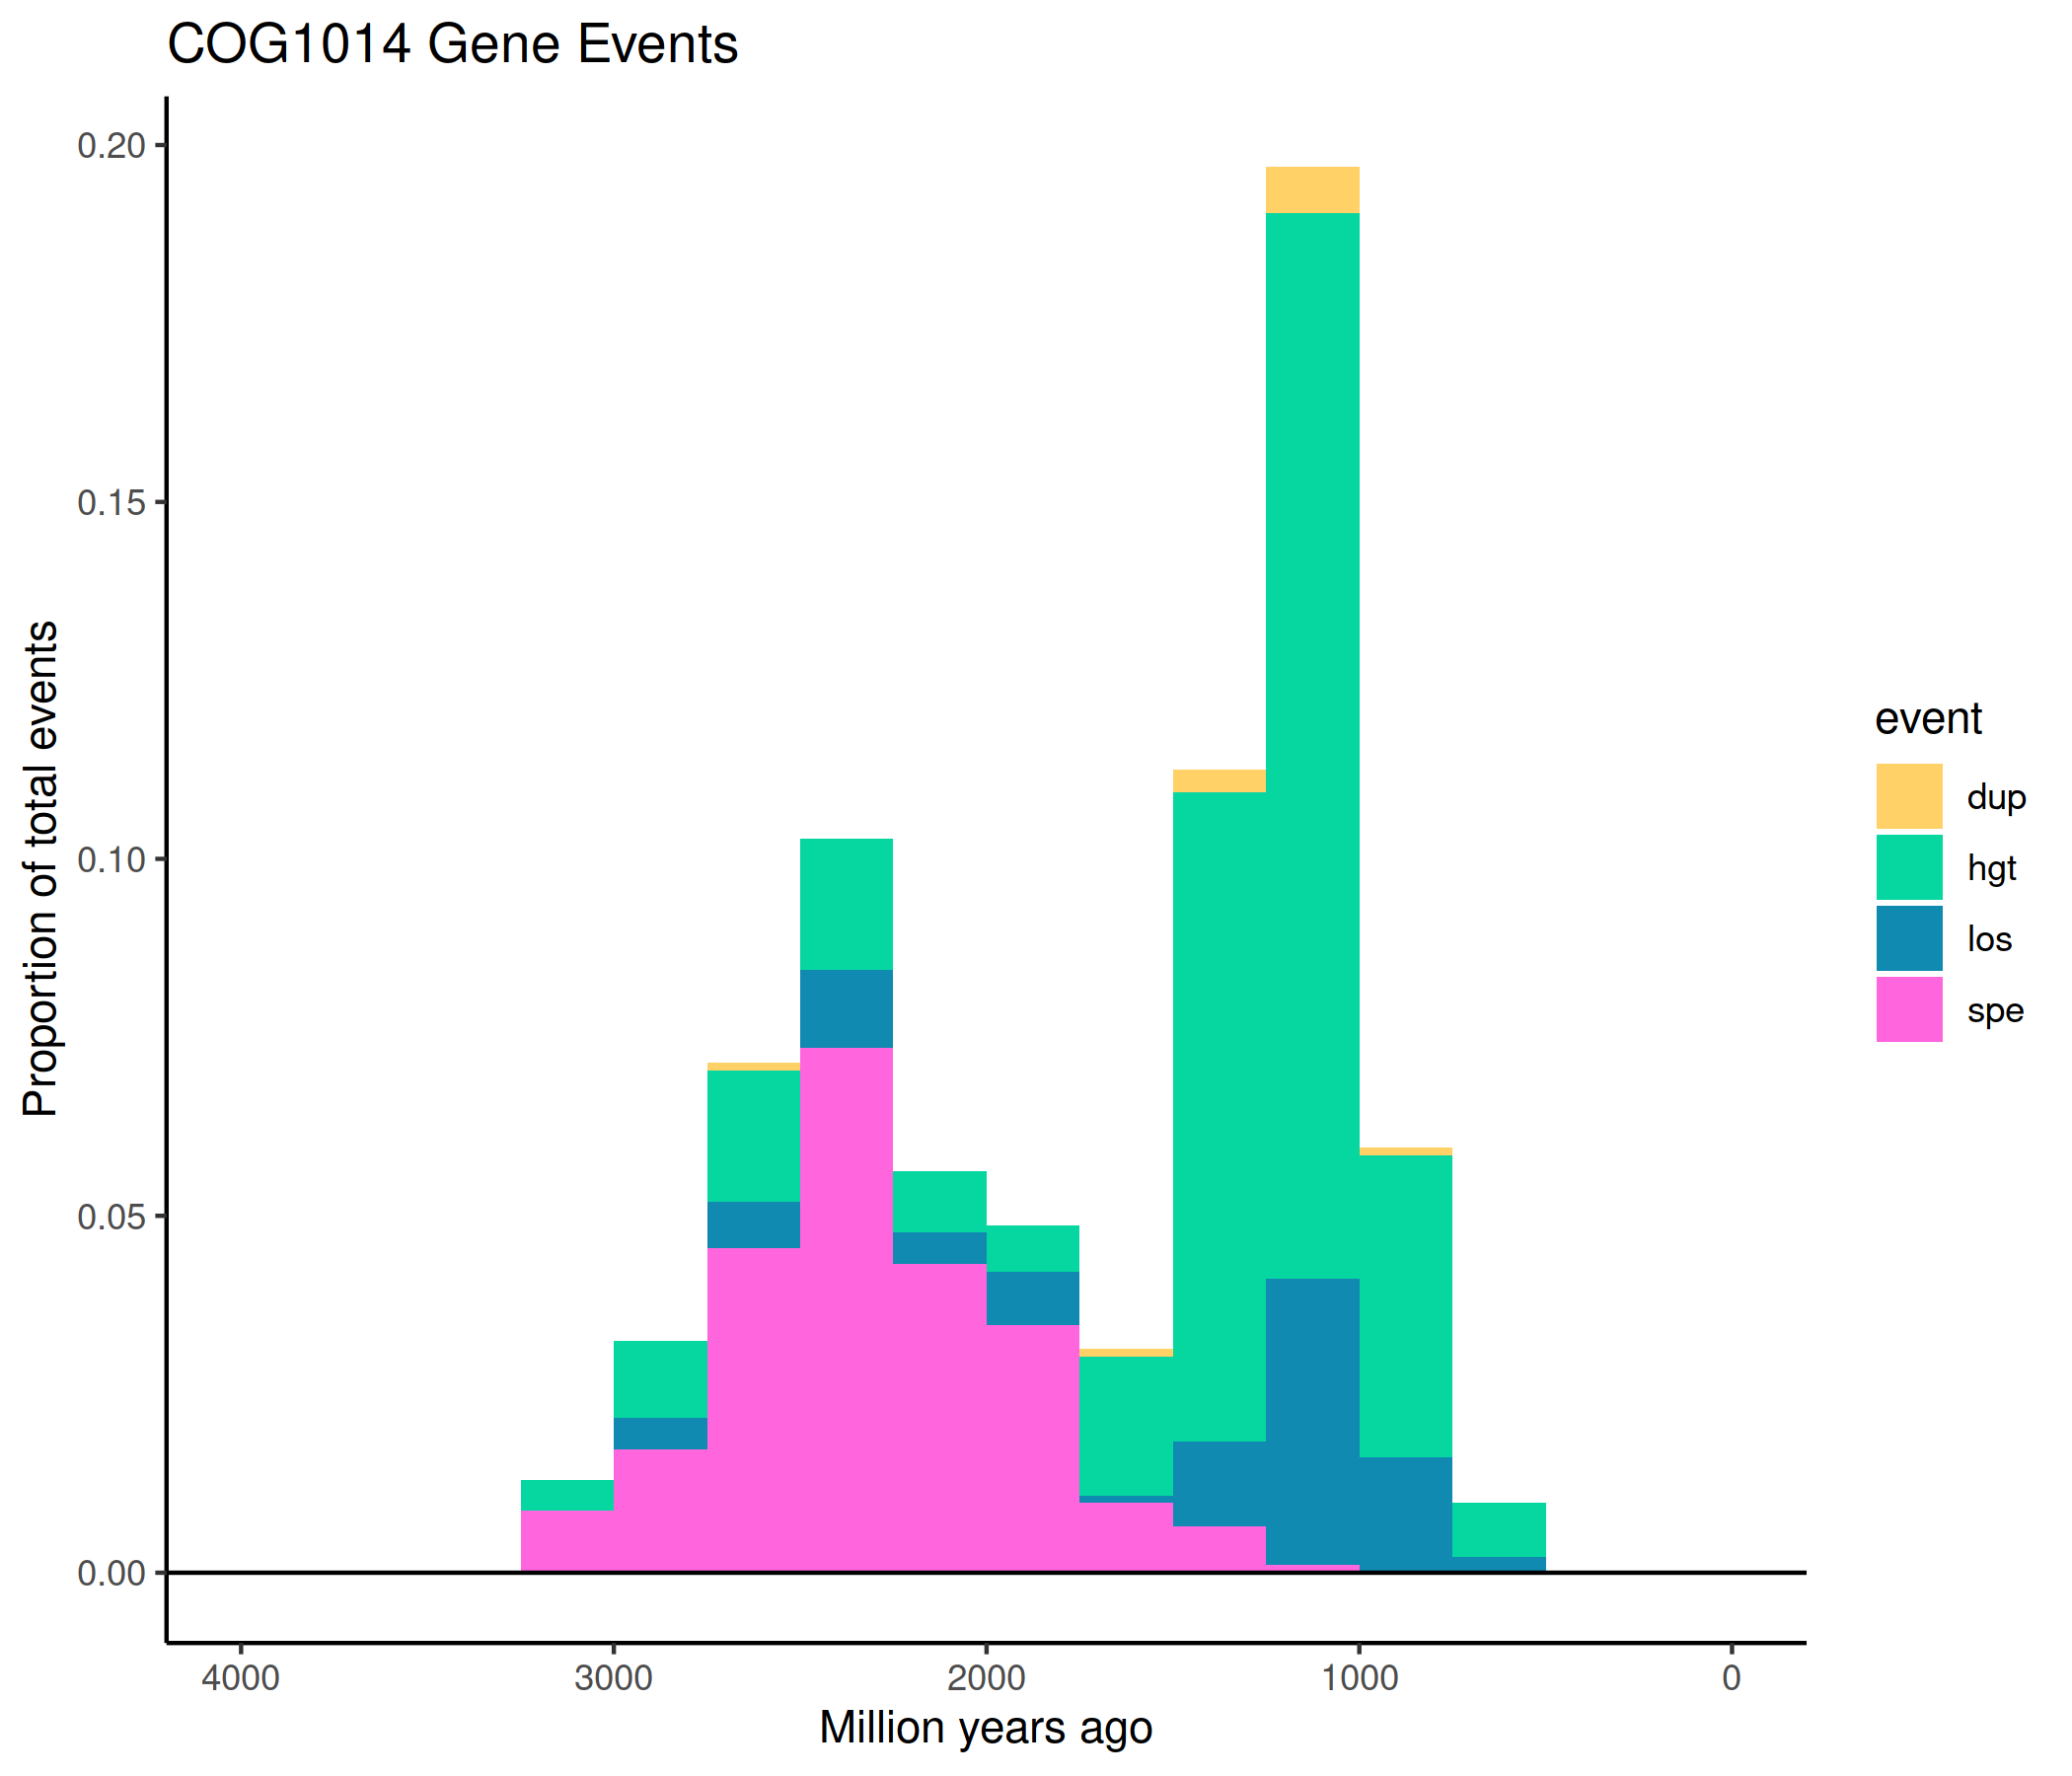 COG1014 Gene Events
Proportion of total events
0.20
0.15
0.10
0.05
0.00
4000 3000 2000 1000 0
Million years ago
event
dup
hgt
los
spe